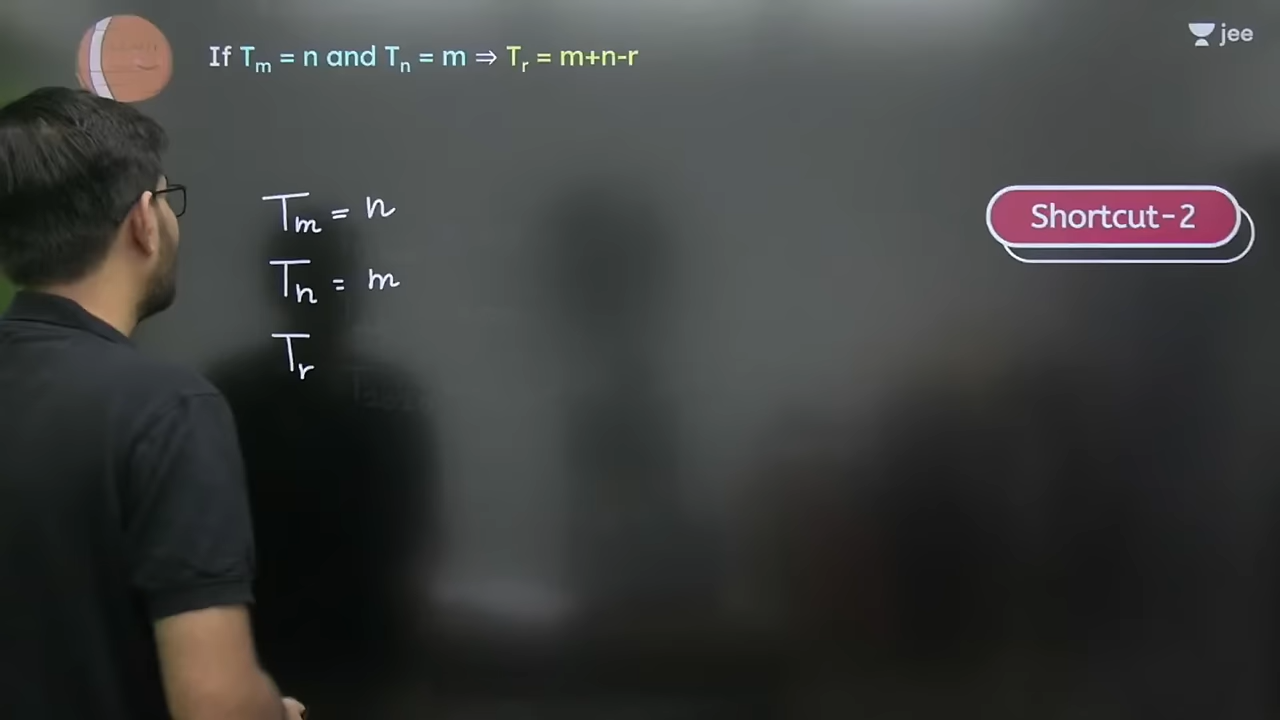 If Tₘ = n and Tₙ = m ⇒ Tᵣ = m+n-r
jee
Shortcut-2
Tₘ = n
Tₙ = m
Tᵣ